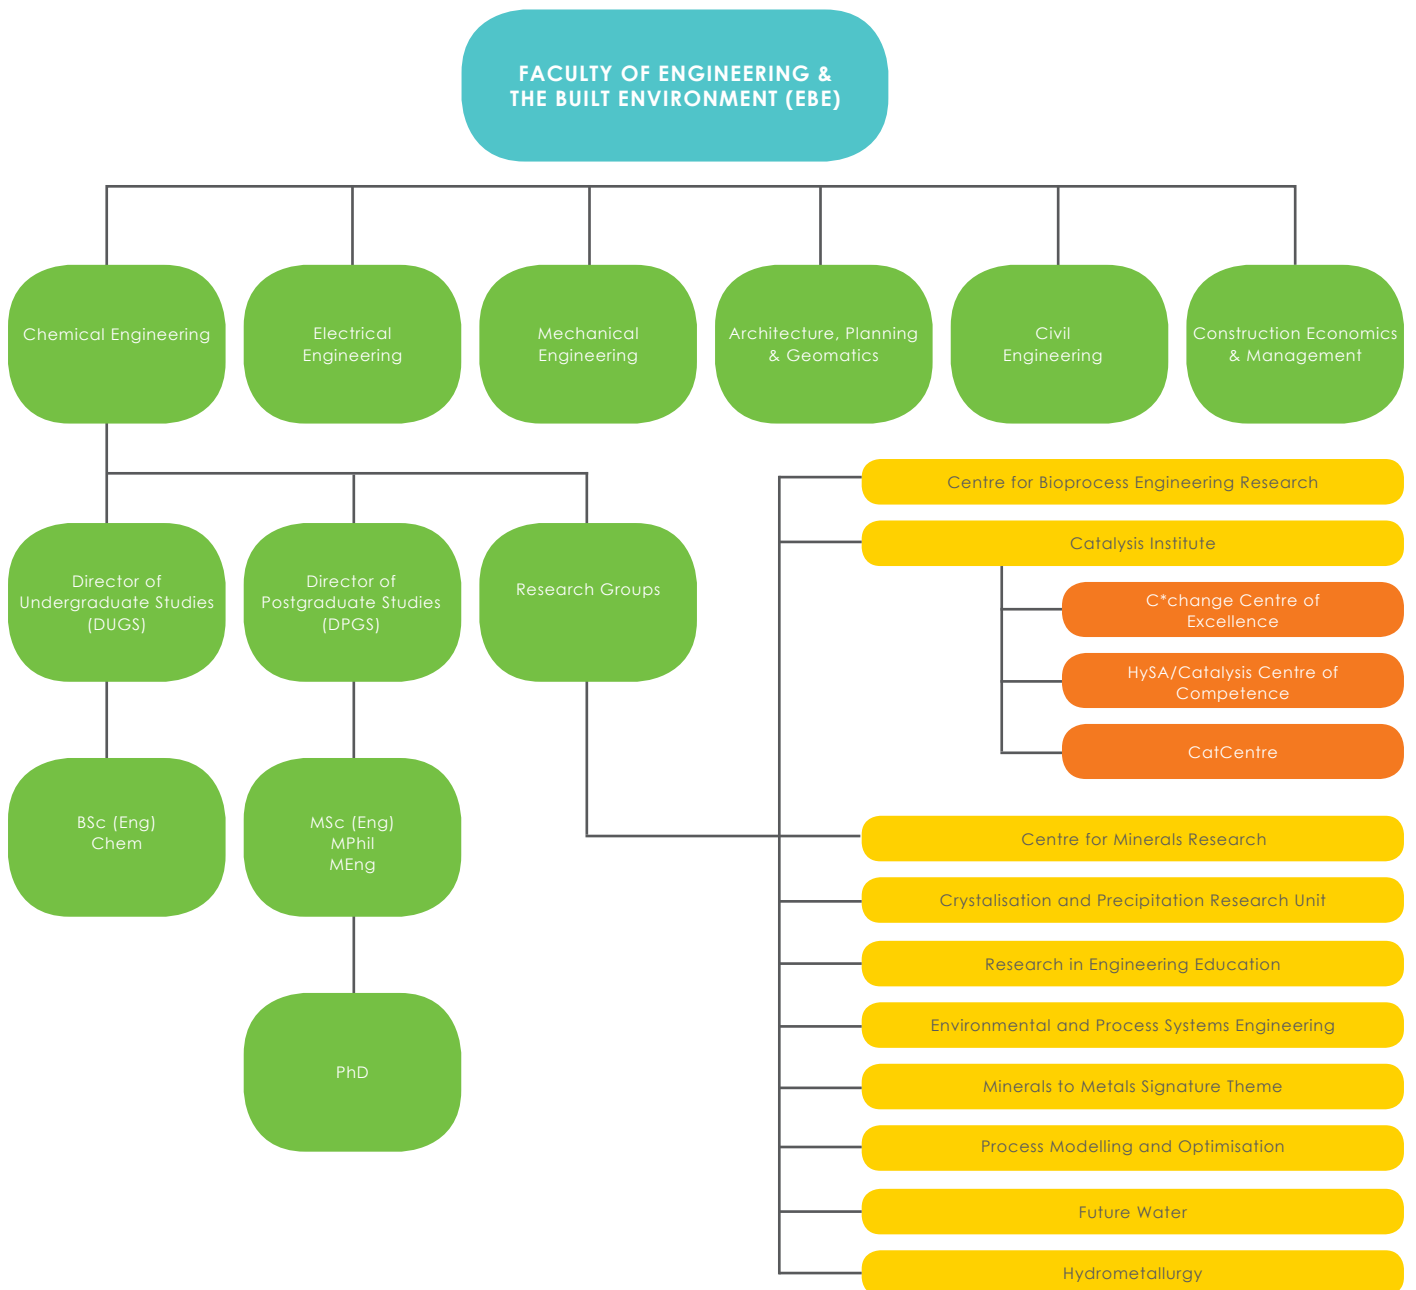 FACULTY OF ENGINEERING &
THE BUILT ENVIRONMENT (EBE)
Chemical Engineering
Electrical
Engineering
Mechanical
Engineering
Architecture, Planning
& Geomatics
Civil
Engineering
Construction Economics
& Management
Director of
Undergraduate Studies
(DUGS)
Director of
Postgraduate Studies
(DPGS)
Research Groups
BSc (Eng)
Chem
MSc (Eng)
MPhil
MEng
PhD
Centre for Bioprocess Engineering Research
Catalysis Institute
C*change Centre of
Excellence
HySA/Catalysis Centre of
Competence
CatCentre
Centre for Minerals Research
Crystalisation and Precipitation Research Unit
Research in Engineering Education
Environmental and Process Systems Engineering
Minerals to Metals Signature Theme
Process Modelling and Optimisation
Future Water
Hydrometallurgy